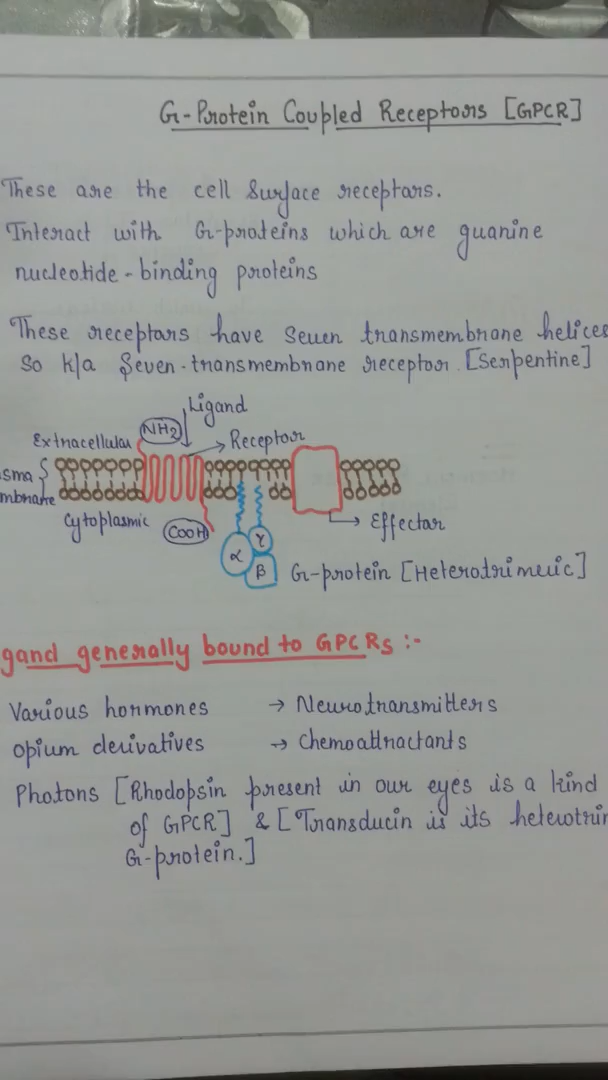 G-Protein Coupled Receptors [GPCR]
These are the cell surface receptors.
Interact with G-proteins which are guanine
nucleotide-binding proteins
These receptors have seven transmembrane helices
So k/a Seven-transmembrane receptor. [Serpentine]
Ligand
NH2
Extracellular
Receptor
sma
mbrane
Cytoplasmic
COOH
Effector
α
γ
β
G-protein [Heterotrimeric]
gand generally bound to GPCRs :-
Various hormones → Neurotransmitters
opium derivatives → Chemoattractants
Photons [Rhodopsin present in our eyes is a kind
of GPCR] & [Transducin is its heterotrim
G-protein.]